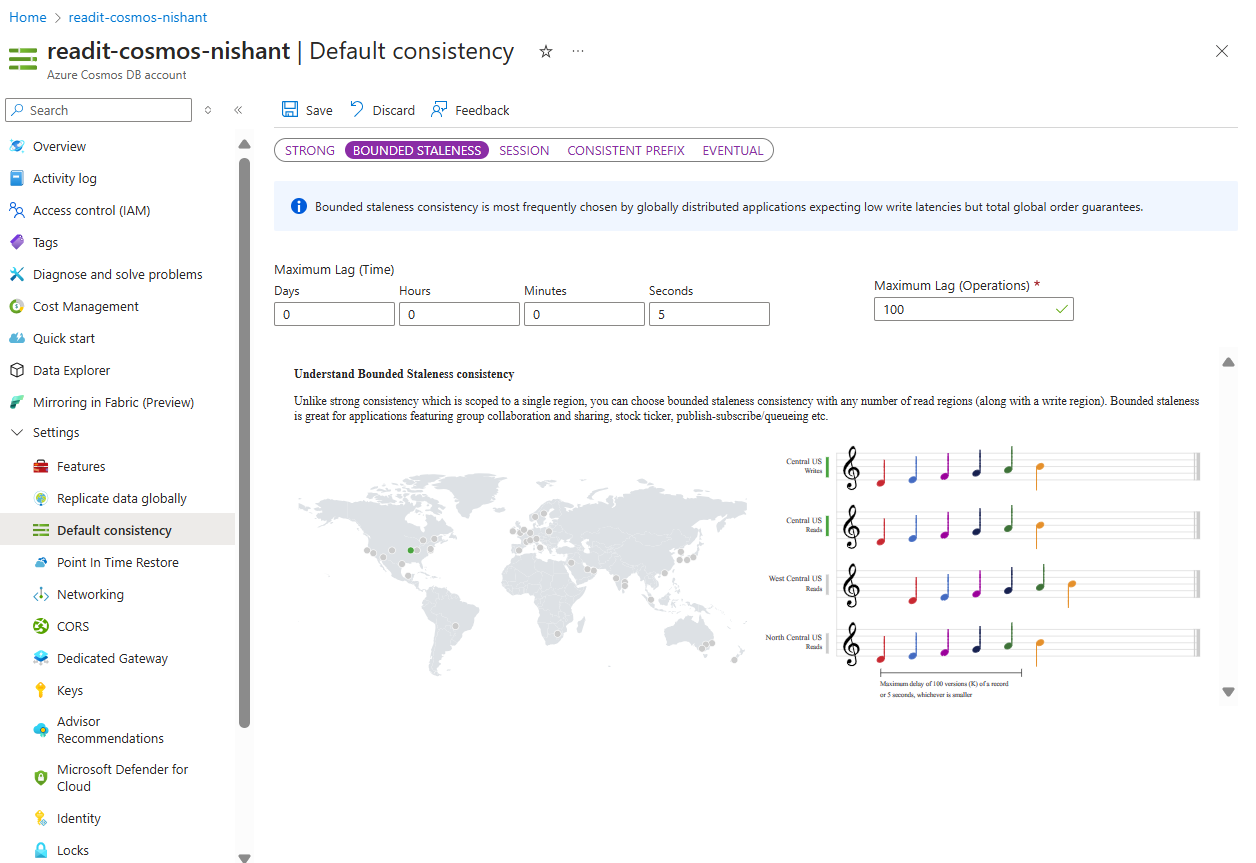 Home > readit-cosmos-nishant
readit-cosmos-nishant | Default consistency
Azure Cosmos DB account
Search
Save
Discard
Feedback
Overview
Activity log
Access control (IAM)
Tags
Diagnose and solve problems
Cost Management
Quick start
Data Explorer
Mirroring in Fabric (Preview)
Settings
Features
Replicate data globally
Default consistency
Point In Time Restore
Networking
CORS
Dedicated Gateway
Keys
Advisor
Recommendations
Microsoft Defender for
Cloud
Identity
Locks
STRONG BOUNDED STALENESS SESSION CONSISTENT PREFIX EVENTUAL
Bounded staleness consistency is most frequently chosen by globally distributed applications expecting low write latencies but total global order guarantees.
Maximum Lag (Time)
Days Hours Minutes Seconds
0 0 0 5
Maximum Lag (Operations) *
100
Understand Bounded Staleness consistency
Unlike strong consistency which is scoped to a single region, you can choose bounded staleness consistency with any number of read regions (along with a write region). Bounded staleness
is great for applications featuring group collaboration and sharing, stock ticker, publish-subscribe/queueing etc.
Central US
Writes
Central US
Reads
West Central US
Reads
North Central US
Reads
Maximum delay of 100 versions (K) of a record
or 5 seconds, whichever is smaller